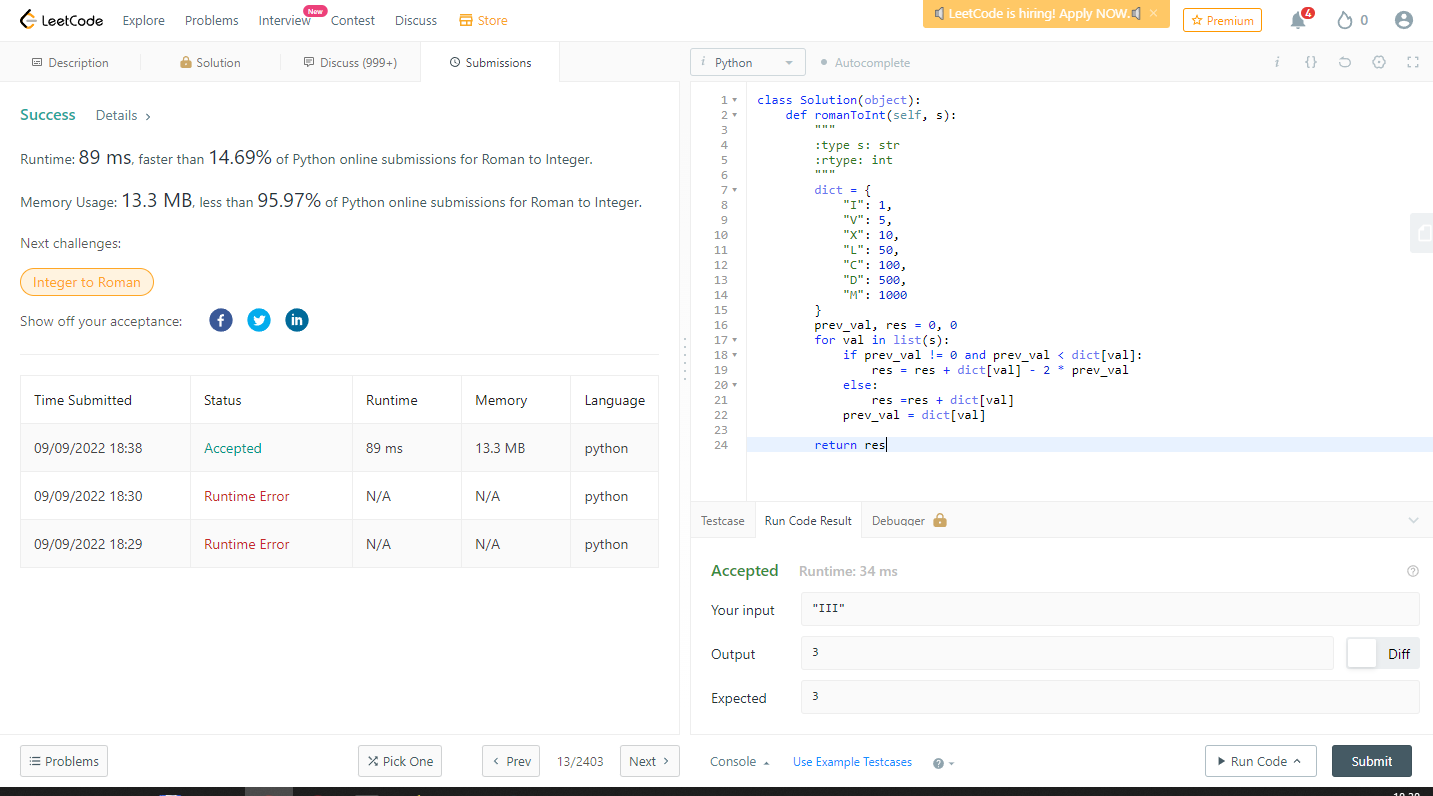 LeetCode Explore Problems Interview New Contest Discuss Store LeetCode is hiring! Apply NOW. × Premium 4 0
Description Solution Discuss (999+) Submissions
Success Details ›
Runtime: 89 ms, faster than 14.69% of Python online submissions for Roman to Integer.
Memory Usage: 13.3 MB, less than 95.97% of Python online submissions for Roman to Integer.
Next challenges:
Integer to Roman
Show off your acceptance:
Time Submitted Status Runtime Memory Language
09/09/2022 18:38 Accepted 89 ms 13.3 MB python
09/09/2022 18:30 Runtime Error N/A N/A python
09/09/2022 18:29 Runtime Error N/A N/A python
Problems Pick One ‹ Prev 13/2403 Next ›
i Python Autocomplete i {}
1 class Solution(object):
2     def romanToInt(self, s):
3         """
4         :type s: str
5         :rtype: int
6         """
7         dict = {
8             "I": 1,
9             "V": 5,
10             "X": 10,
11             "L": 50,
12             "C": 100,
13             "D": 500,
14             "M": 1000
15         }
16         prev_val, res = 0, 0
17         for val in list(s):
18             if prev_val != 0 and prev_val < dict[val]:
19                 res = res + dict[val] - 2 * prev_val
20             else:
21                 res =res + dict[val]
22             prev_val = dict[val]
23
24         return res
Testcase Run Code Result Debugger
Accepted Runtime: 34 ms ?
Your input "III"
Output 3 Diff
Expected 3
Console Use Example Testcases ? Run Code Submit